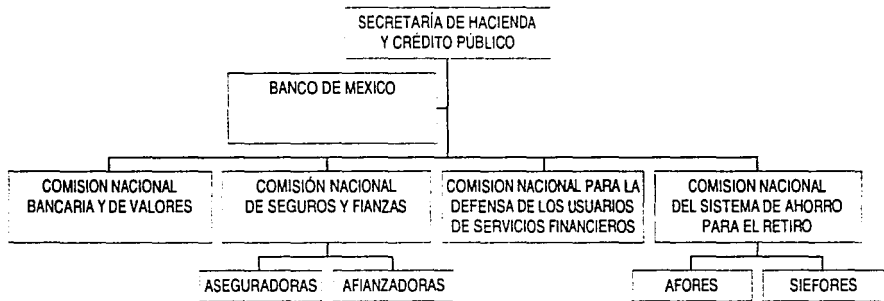 SECRETARÍA DE HACIENDA
Y CRÉDITO PÚBLICO
BANCO DE MEXICO
COMISION NACIONAL
BANCARIA Y DE VALORES
COMISIÓN NACIONAL
DE SEGUROS Y FIANZAS
COMISION NACIONAL PARA LA
DEFENSA DE LOS USUARIOS
DE SERVICIOS FINANCIEROS
COMISION NACIONAL
DEL SISTEMA DE AHORRO
PARA EL RETIRO
ASEGURADORAS
AFIANZADORAS
AFORES
SIEFORES